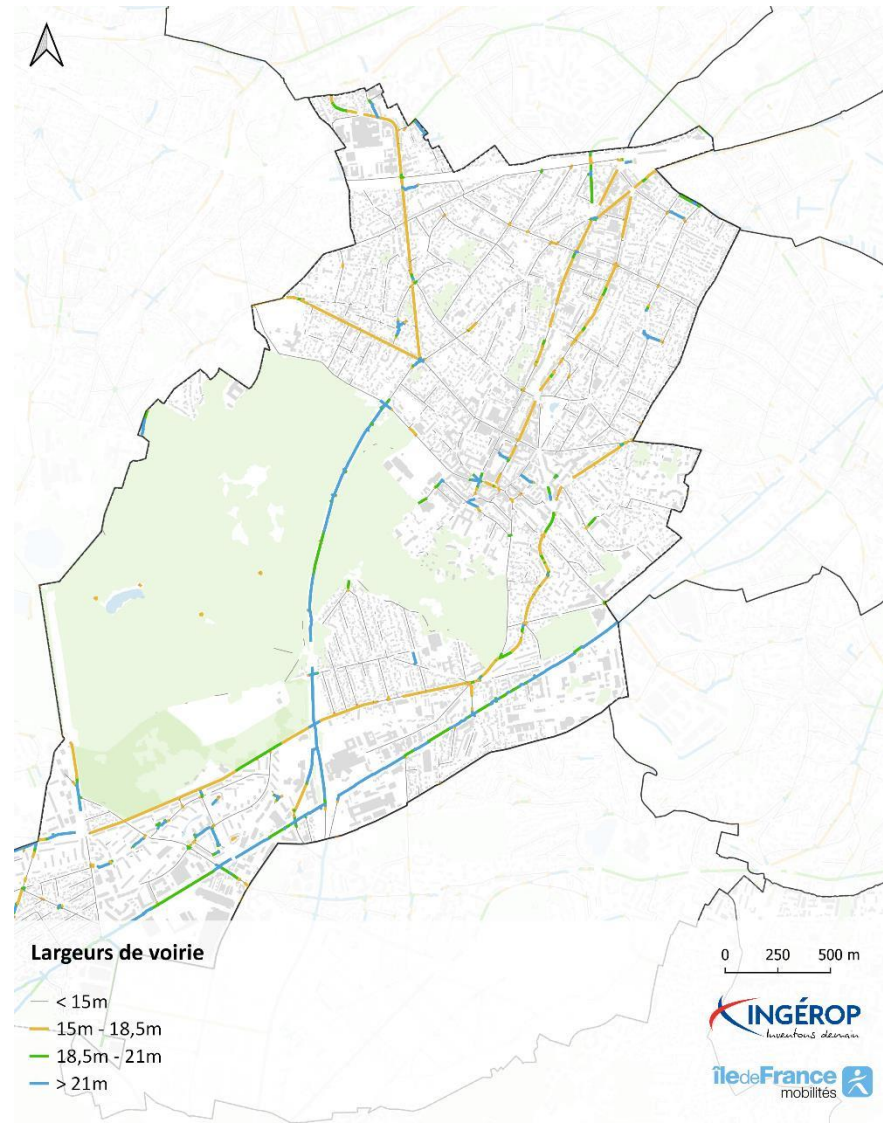 Largeurs de voirie
< 15m
15m - 18,5m
18,5m - 21m
> 21m
0 250 500 m
INGÉROP
Inventons demain
îledeFrance
mobilités